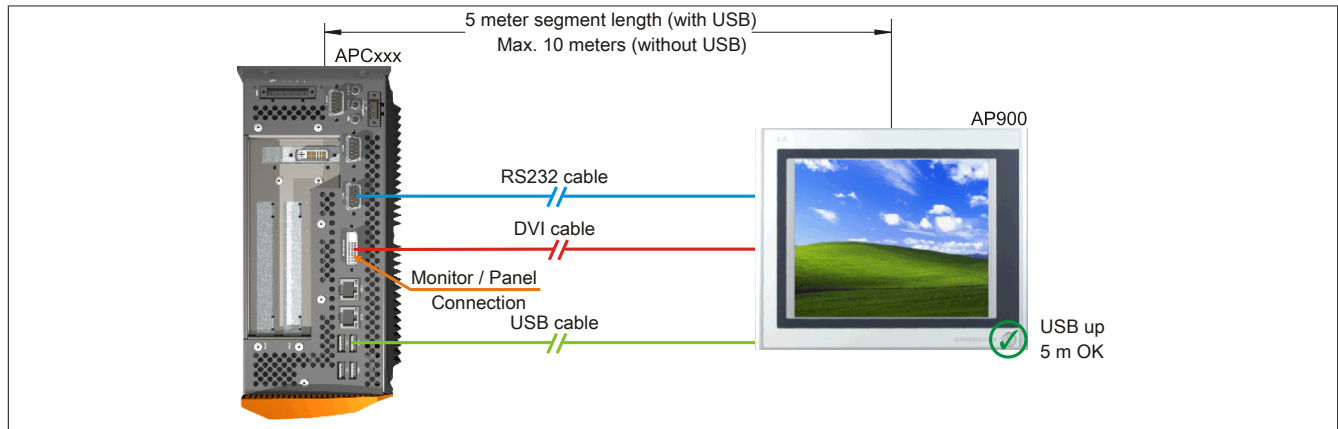 5 meter segment length (with USB)
Max. 10 meters (without USB)
APCxxx
AP900
RS232 cable
DVI cable
Monitor / Panel
Connection
USB cable
USB up
5 m OK